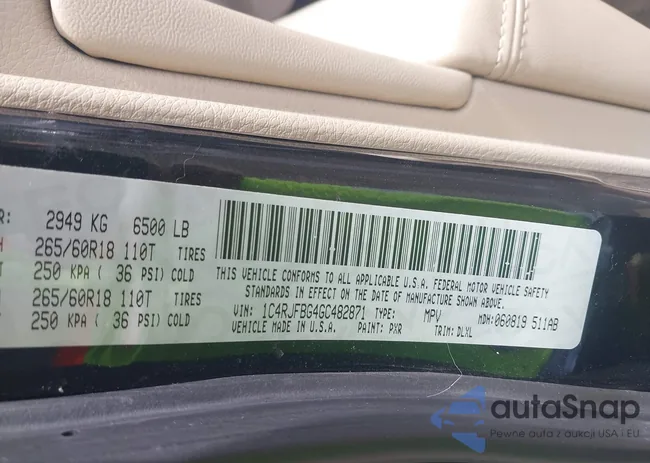 R: 2949 KG 6500 LB
H 265/60R18 110T TIRES
T 250 KPA ( 36 PSI) COLD
265/60R18 110T TIRES
T 250 KPA ( 36 PSI) COLD
THIS VEHICLE CONFORMS TO ALL APPLICABLE U.S.A. FEDERAL MOTOR VEHICLE SAFETY
STANDARDS IN EFFECT ON THE DATE OF MANUFACTURE SHOWN ABOVE.
VIN: 1C4RJFBG4GC482871 TYPE: MPV MDH: 060819 511AB
VEHICLE MADE IN U.S.A. PAINT: PXR TRIM: DLXL
autaSnap
Pewne auta z aukcji USA i EU